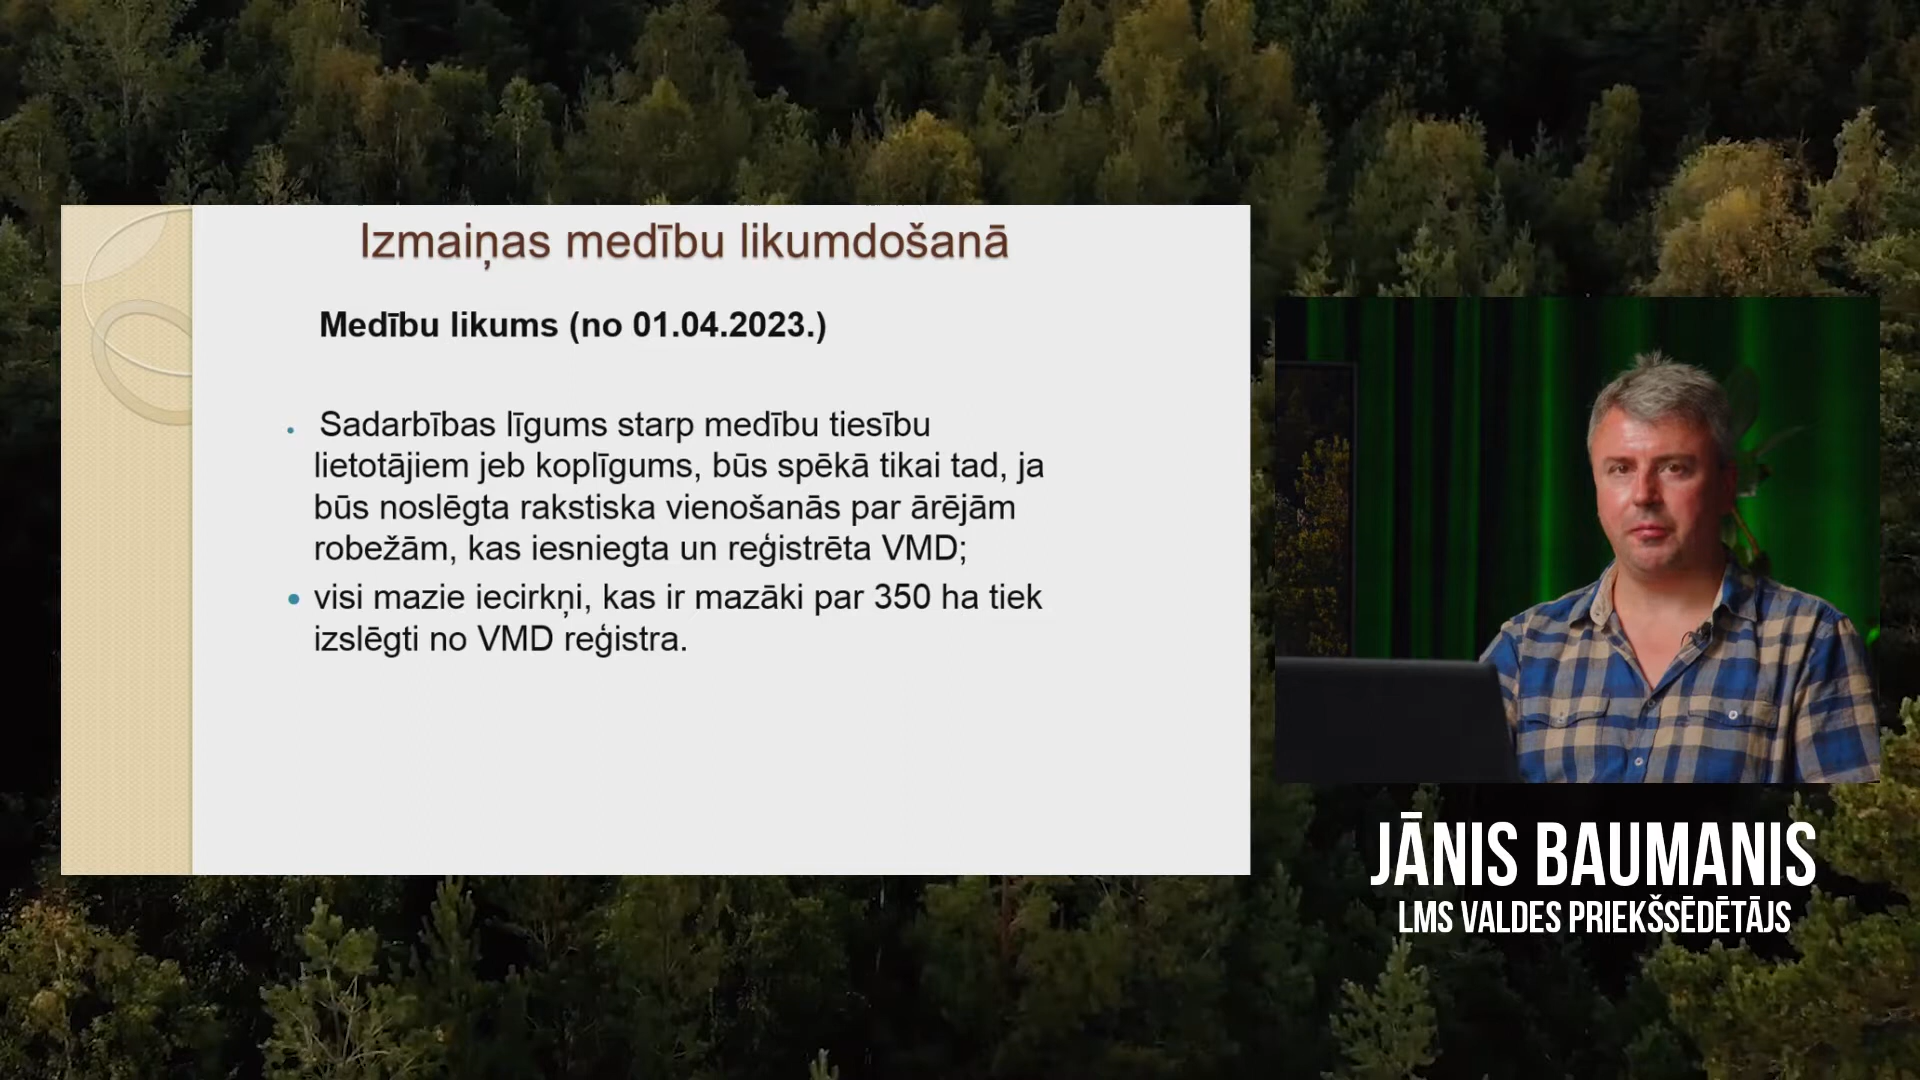 Izmaiņas medību likumdošanā
Medību likums (no 01.04.2023.)
• Sadarbības līgums starp medību tiesību
lietotājiem jeb koplīgums, būs spēkā tikai tad, ja
būs noslēgta rakstiska vienošanās par ārējām
robežām, kas iesniegta un reģistrēta VMD;
• visi mazie iecirkņi, kas ir mazāki par 350 ha tiek
izslēgti no VMD reģistra.
JĀNIS BAUMANIS
LMS VALDES PRIEKŠSĒDĒTĀJS